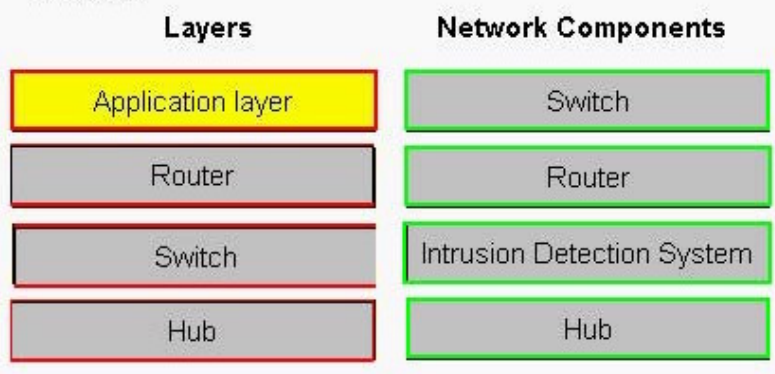 Layers
Network Components
Application layer
Switch
Router
Router
Switch
Intrusion Detection System
Hub
Hub